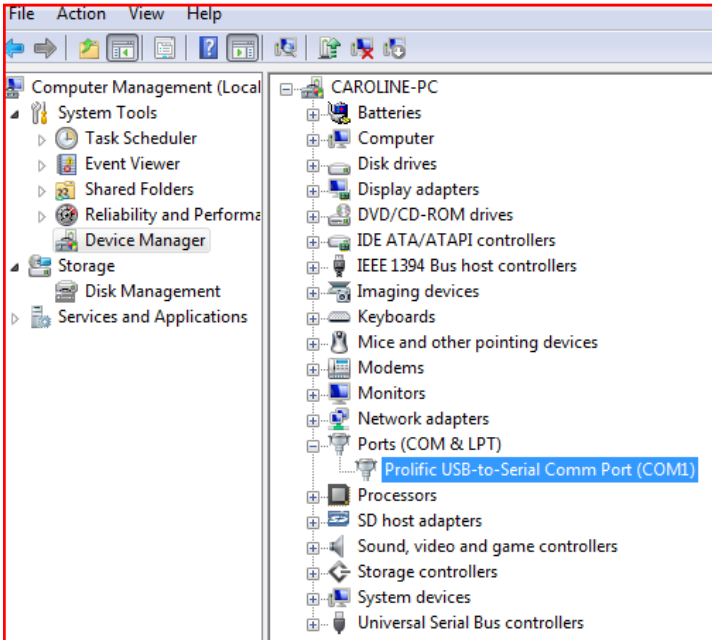 File Action View Help
Computer Management (Local
System Tools
Task Scheduler
Event Viewer
Shared Folders
Reliability and Performa
Device Manager
Storage
Disk Management
Services and Applications
CAROLINE-PC
Batteries
Computer
Disk drives
Display adapters
DVD/CD-ROM drives
IDE ATA/ATAPI controllers
IEEE 1394 Bus host controllers
Imaging devices
Keyboards
Mice and other pointing devices
Modems
Monitors
Network adapters
Ports (COM & LPT)
Prolific USB-to-Serial Comm Port (COM1)
Processors
SD host adapters
Sound, video and game controllers
Storage controllers
System devices
Universal Serial Bus controllers